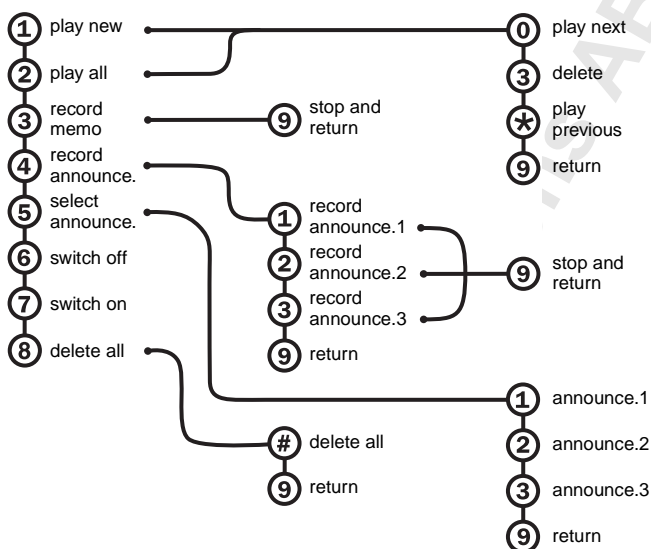 1 play new
2 play all
3 record
memo
4 record
announce.
5 select
announce.
6 switch off
7 switch on
8 delete all
9 stop and
return
1 record
announce.1
2 record
announce.2
3 record
announce.3
9 return
# delete all
9 return
0 play next
3 delete
* play
previous
9 return
9 stop and
return
1 announce.1
2 announce.2
3 announce.3
9 return